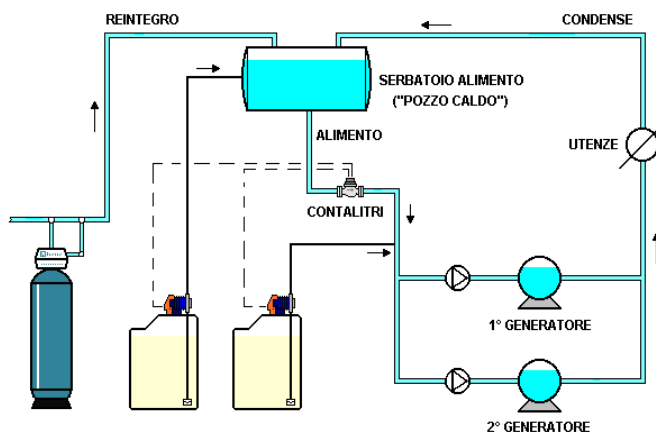 REINTEGRO
CONDENSE
SERBATOIO ALIMENTO
("POZZO CALDO")
ALIMENTO
UTENZE
CONTALITRI
1° GENERATORE
2° GENERATORE